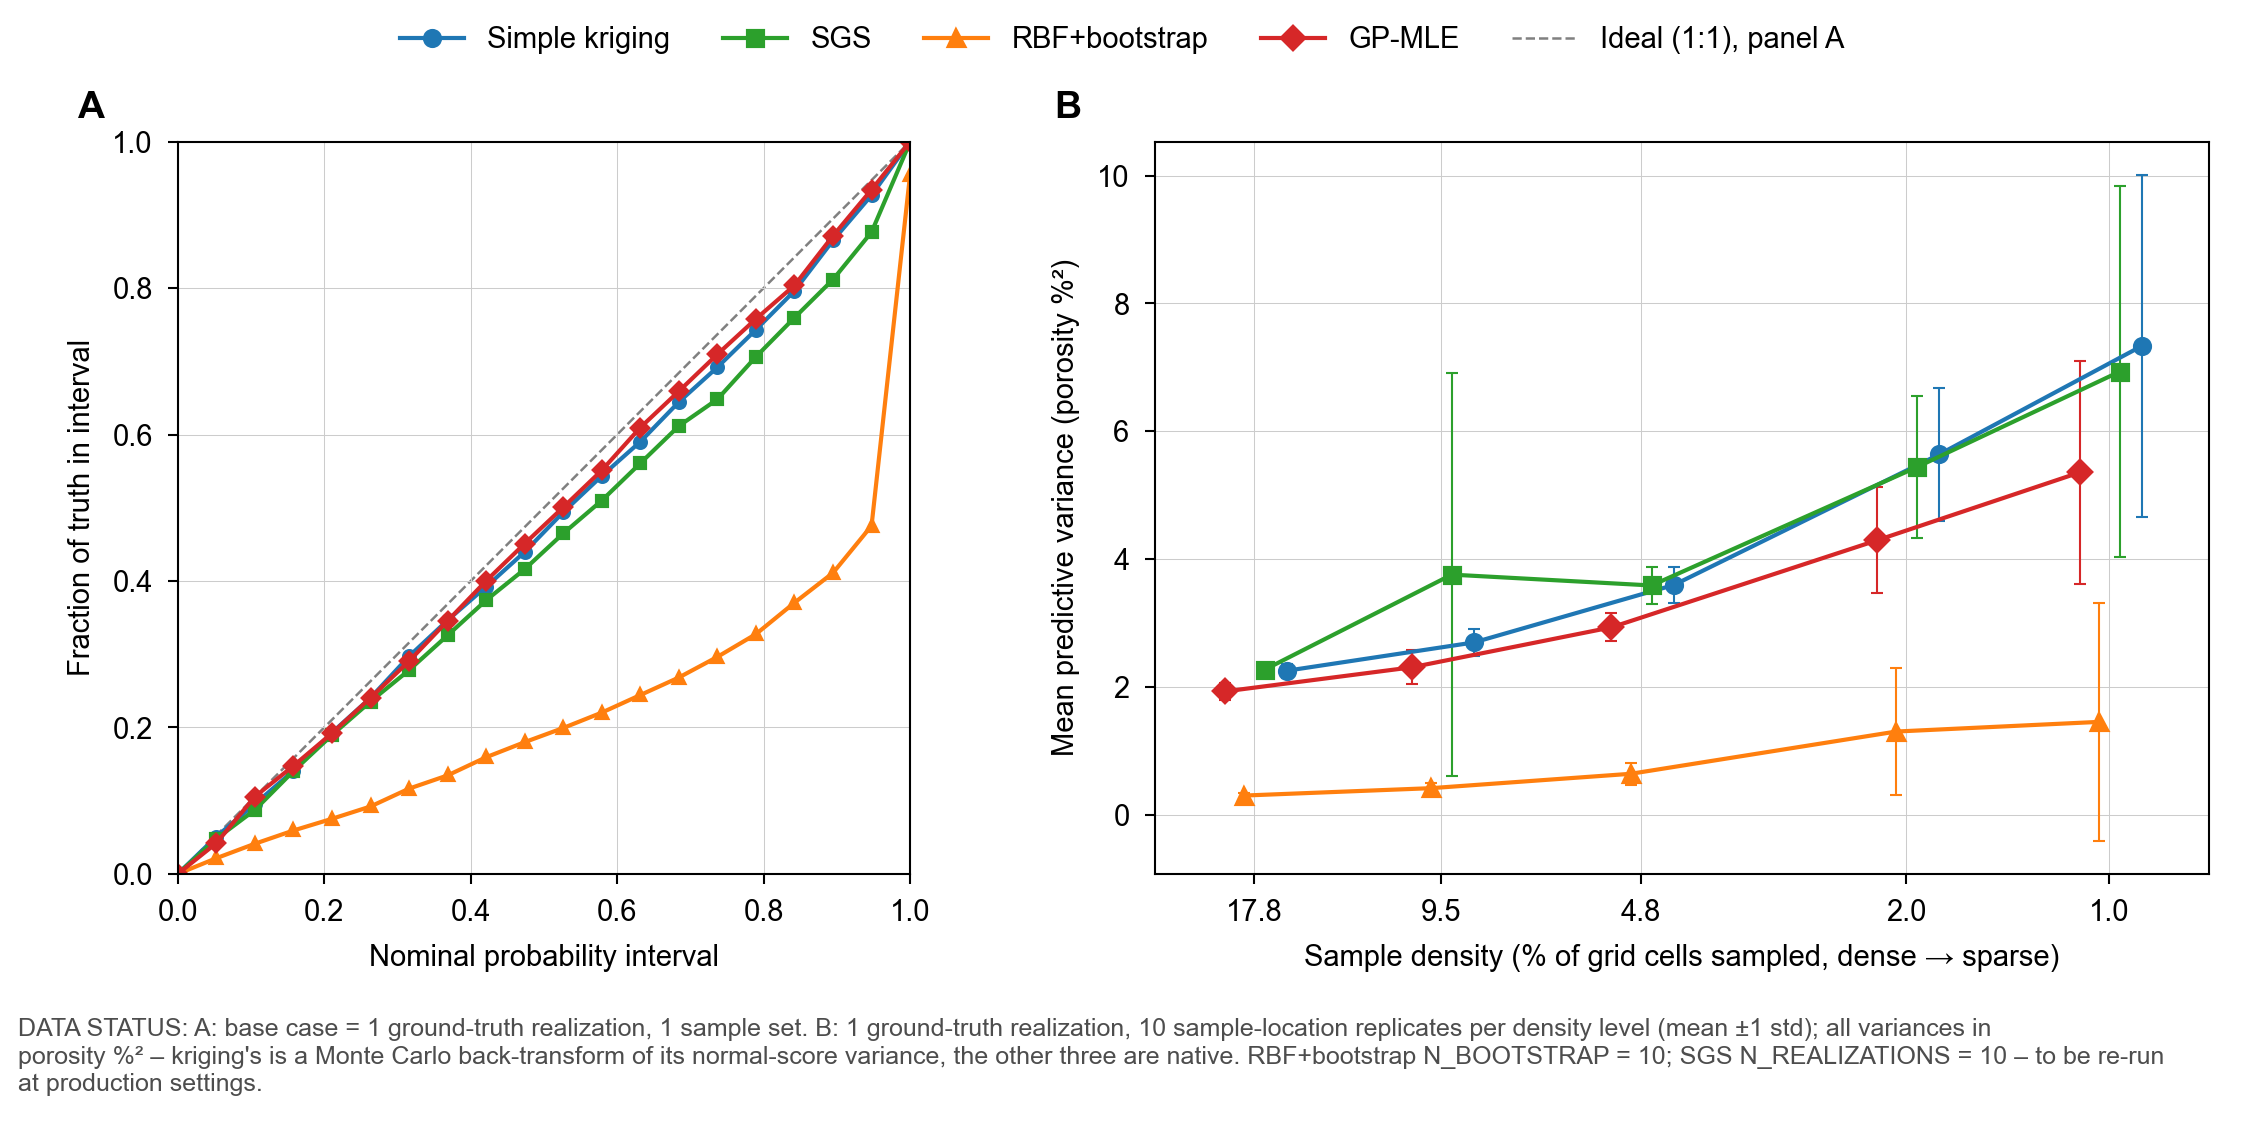 Simple kriging
SGS
RBF+bootstrap
GP-MLE
Ideal (1:1), panel A
A
1.0
0.8
0.6
0.4
0.2
0.0
Fraction of truth in interval
0.0
0.2
0.4
0.6
0.8
1.0
Nominal probability interval
B
10
8
6
4
2
0
Mean predictive variance (porosity %²)
17.8
9.5
4.8
2.0
1.0
Sample density (% of grid cells sampled, dense → sparse)
DATA STATUS: A: base case = 1 ground-truth realization, 1 sample set. B: 1 ground-truth realization, 10 sample-location replicates per density level (mean ±1 std); all variances in
porosity %² – kriging's is a Monte Carlo back-transform of its normal-score variance, the other three are native. RBF+bootstrap N_BOOTSTRAP = 10; SGS N_REALIZATIONS = 10 – to be re-run
at production settings.